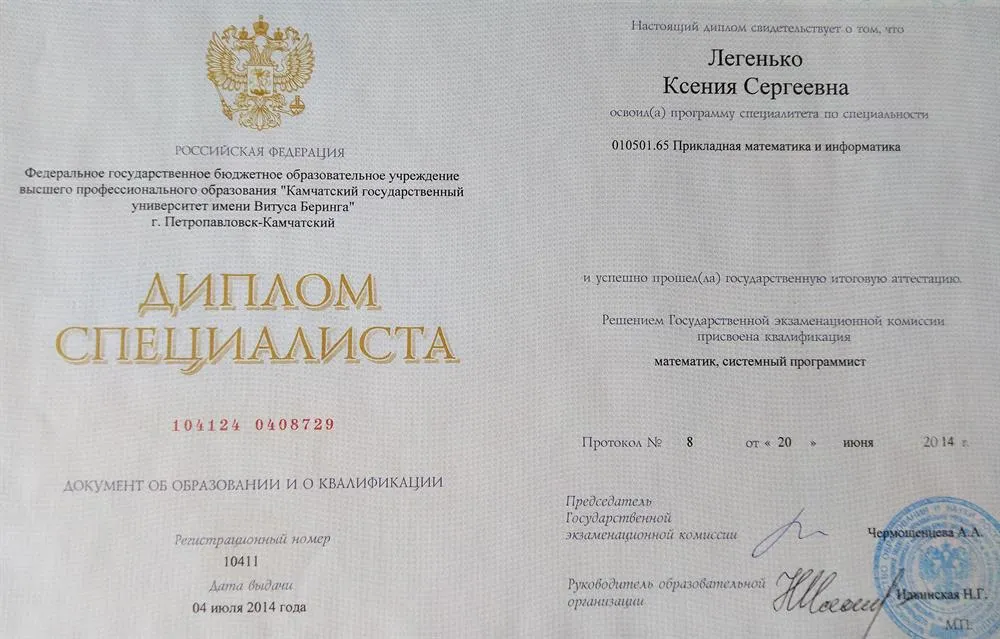 РОССИЙСКАЯ ФЕДЕРАЦИЯ
Федеральное государственное бюджетное образовательное учреждение
высшего профессионального образования "Камчатский государственный
университет имени Витуса Беринга"
г. Петропавловск-Камчатский
ДИПЛОМ
СПЕЦИАЛИСТА
104124 0408729
ДОКУМЕНТ ОБ ОБРАЗОВАНИИ И О КВАЛИФИКАЦИИ
Регистрационный номер
10411
Дата выдачи
04 июля 2014 года
Настоящий диплом свидетельствует о том, что
Легенько
Ксения Сергеевна
освоил(а) программу специалитета по специальности
010501.65 Прикладная математика и информатика
и успешно прошел(ла) государственную итоговую аттестацию.
Решением Государственной экзаменационной комиссии
присвоена квалификация
математик, системный программист
Протокол № 8 от « 20 » июня 2014 г.
Председатель
Государственной
экзаменационной комиссии
Чермошенцева А.А.
Руководитель образовательной
организации
Н.Г.
М.П.